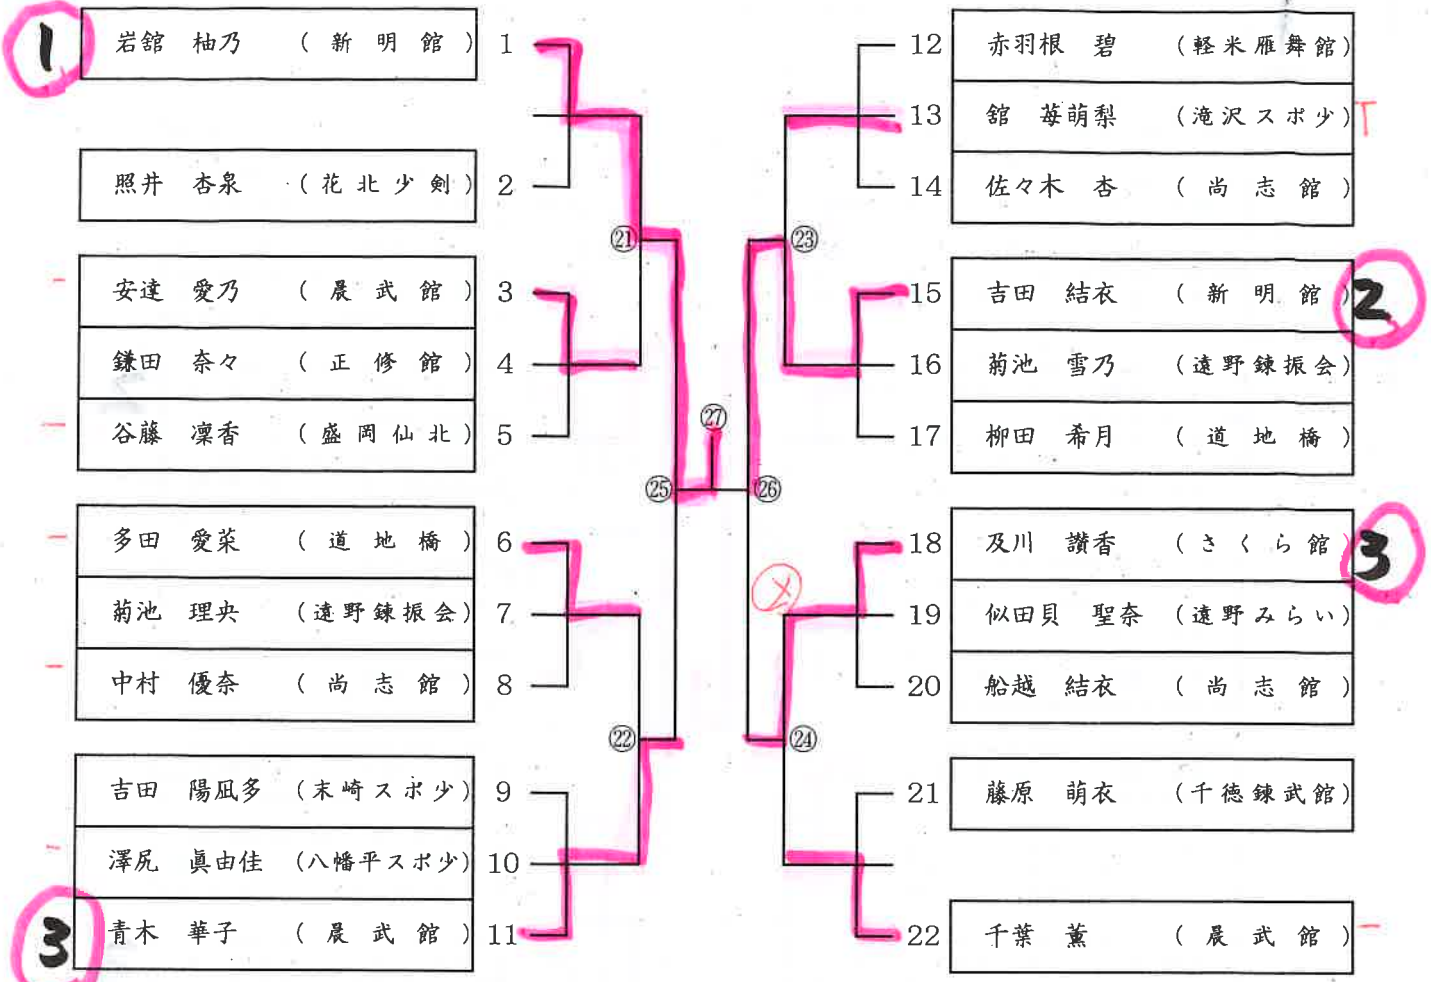 1 岩舘 柚乃 (新明館) 1
照井 杏泉 (花北少剣) 2
安達 愛乃 (晨武館) 3
鎌田 奈々 (正修館) 4
谷藤 凜香 (盛岡仙北) 5
多田 愛菜 (道地橋) 6
菊池 理央 (遠野錬振会) 7
中村 優奈 (尚志館) 8
吉田 陽凪多 (末崎スポ少) 9
澤尻 眞由佳 (八幡平スポ少) 10
3 青木 華子 (晨武館) 11
㉑
㉒
㉕
㉗
㉖
㉓
㉔
12 赤羽根 碧 (軽米雁舞館)
13 舘 苺萌梨 (滝沢スポ少)
14 佐々木 杏 (尚志館)
15 吉田 結衣 (新明館) 2
16 菊池 雪乃 (遠野錬振会)
17 柳田 希月 (道地橋)
18 及川 讃香 (さくら館) 3
19 似田貝 聖奈 (遠野みらい)
20 船越 結衣 (尚志館)
21 藤原 萌衣 (千徳錬武館)
22 千葉 薫 (晨武館)